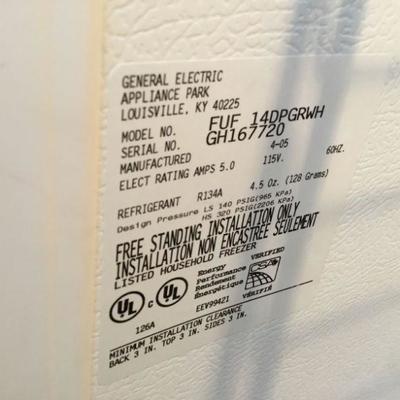 GENERAL ELECTRIC
APPLIANCE PARK
LOUISVILLE, KY 40225
MODEL NO. FUF 14DPGRWH
SERIAL NO. GH167720
MANUFACTURED 4-05
ELECT RATING AMPS 5.0 115V. 60HZ.
REFRIGERANT R134A 4.5 Oz. (128 Grams)
Design Pressure LS 140 PSIG(965 KPa)
HS 320 PSIG(2206 KPa)
FREE STANDING INSTALLATION ONLY
INSTALLATION NON ENCASTREE SEULEMENT
LISTED HOUSEHOLD FREEZER
UL C UL
Energy
Performance
Rendement
Énergétique
VERIFIED
CSA
VÉRIFIÉ
126A EEV99421
MINIMUM INSTALLATION CLEARANCE
BACK 3 IN. TOP 3 IN. SIDES 3 IN.